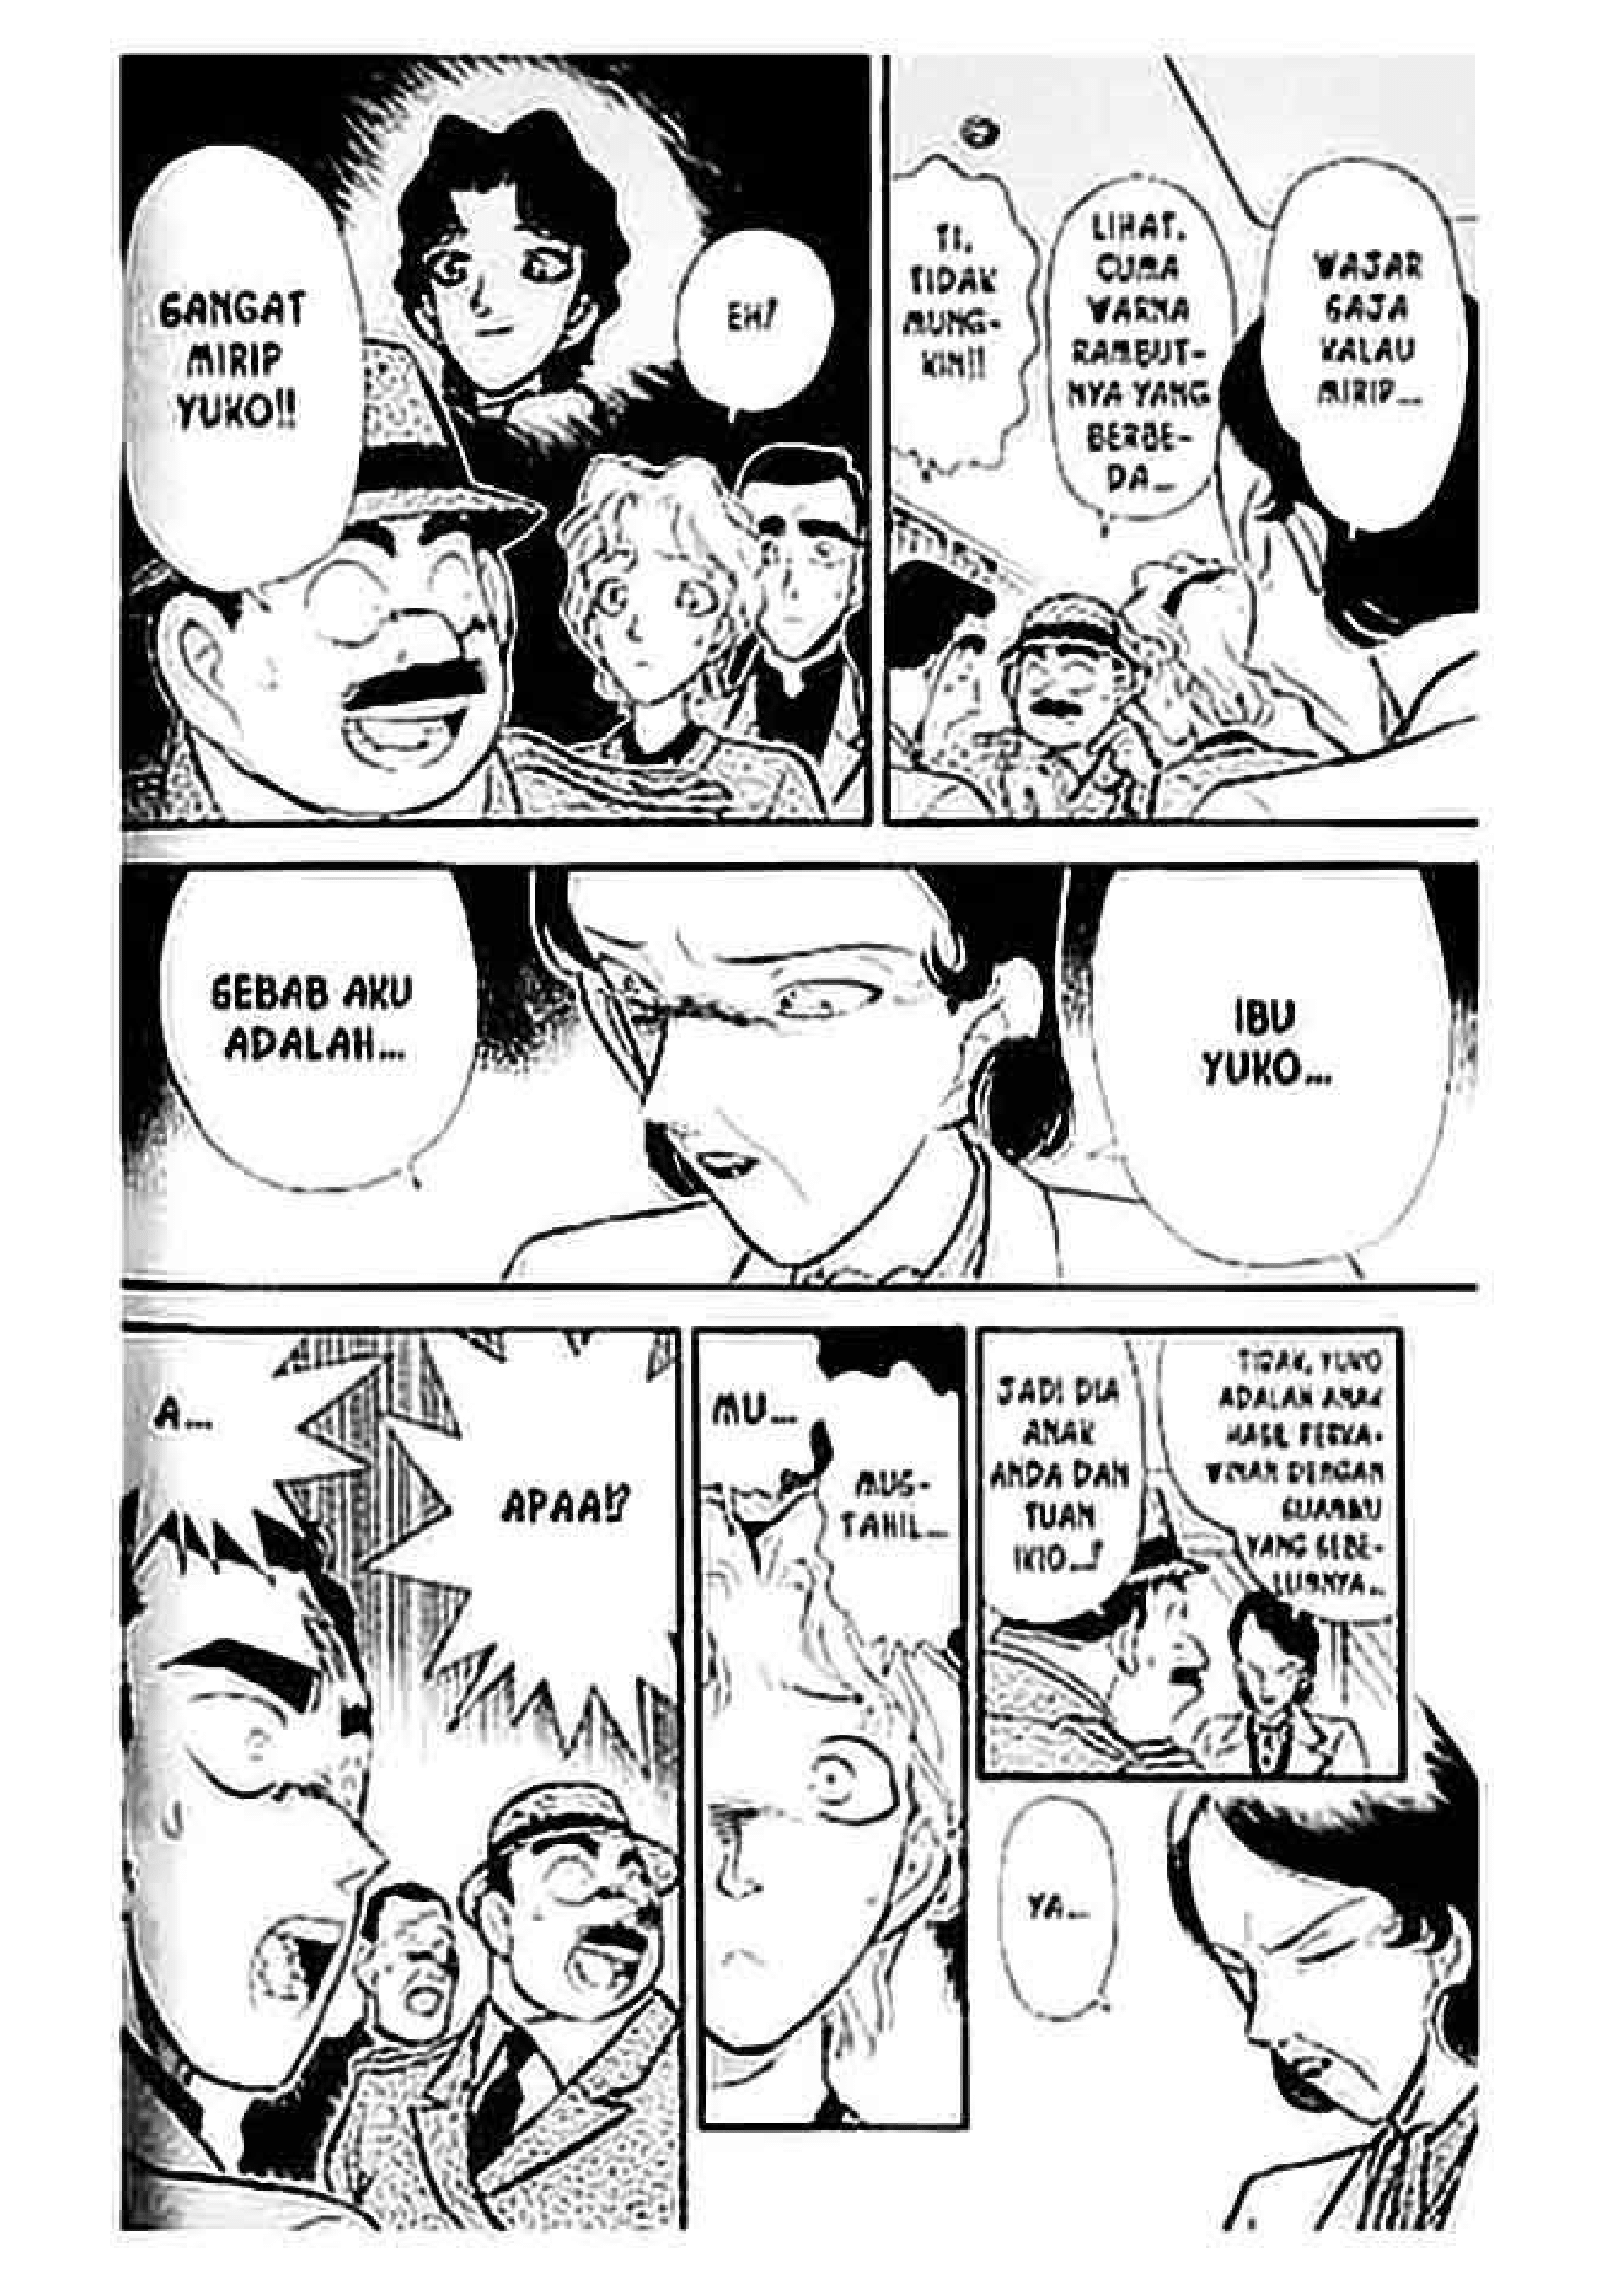 SANGAT
MIRIP
YUKO!!
EH?
TI,
TIDAK
MUNG-
KIN!!
LIHAT,
CUMA
WARNA
RAMBUT-
NYA YANG
BERBE-
DA...
WAJAR
SAJA
KALAU
MIRIP...
SEBAB AKU
ADALAH...
IBU
YUKO...
A...
APAA!?
MU...
MUS-
TAHIL...
JADI DIA
ANAK
ANDA DAN
TUAN
IKIO...?
TIDAK, YUKO
ADALAH ANAK
HASIL PERKA-
WINAN DENGAN
SUAMIKU
YANG SEBE-
LUMNYA...
YA...